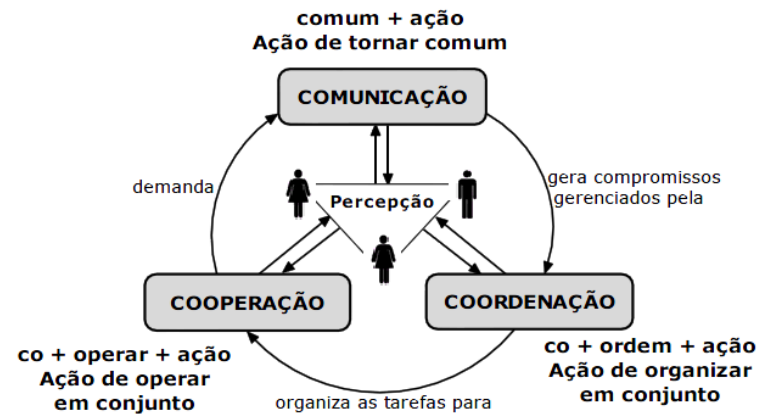 comum + ação
Ação de tornar comum
COMUNICAÇÃO
demanda
gera compromissos
gerenciados pela
Percepção
COOPERAÇÃO
COORDENAÇÃO
co + operar + ação
Ação de operar
em conjunto
organiza as tarefas para
co + ordem + ação
Ação de organizar
em conjunto